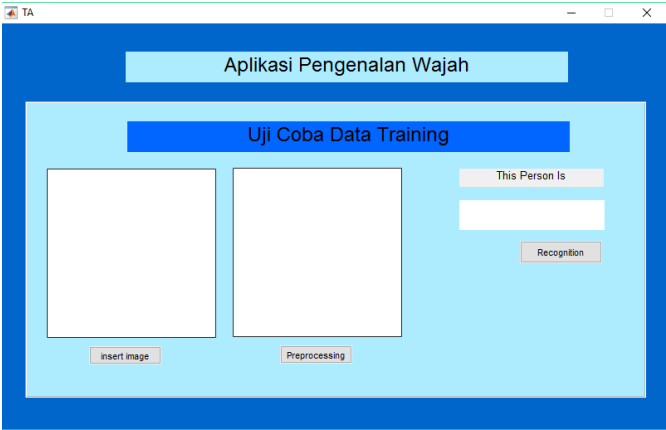 TA
Aplikasi Pengenalan Wajah
Uji Coba Data Training
This Person Is
Recognition
insert image
Preprocessing